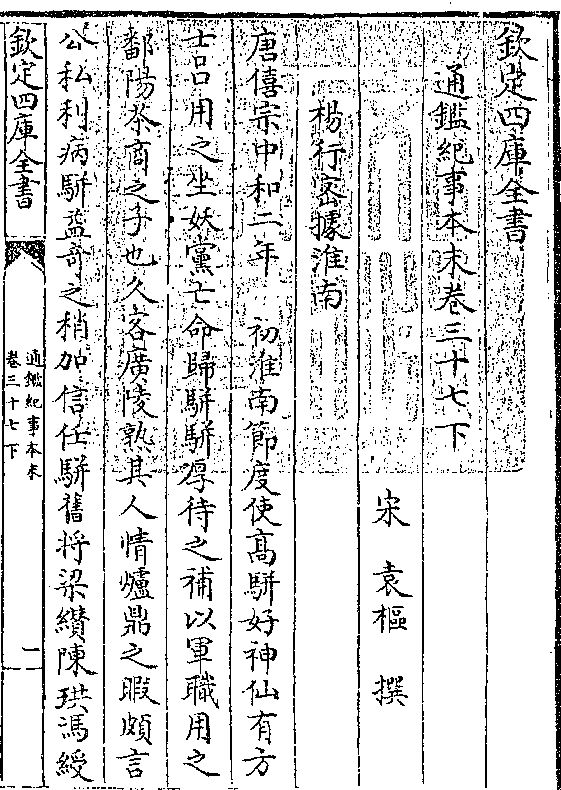 欽定四庫全書
通鑑紀事本末卷三十七下
宋 袁樞 撰
楊行密據淮南
唐僖宗中和二年 初淮南節度使高駢好神仙有方
士呂用之坐妖黨亡命歸駢駢厚待之補以軍職用之
鄱陽茶商之子也久客廣陵熟其人情爐鼎之暇頗言
公私利病駢益奇之稍加信任駢舊將梁纘陳珙馮綬
欽定四庫全書
通鑑紀事本末
卷三十七下
一